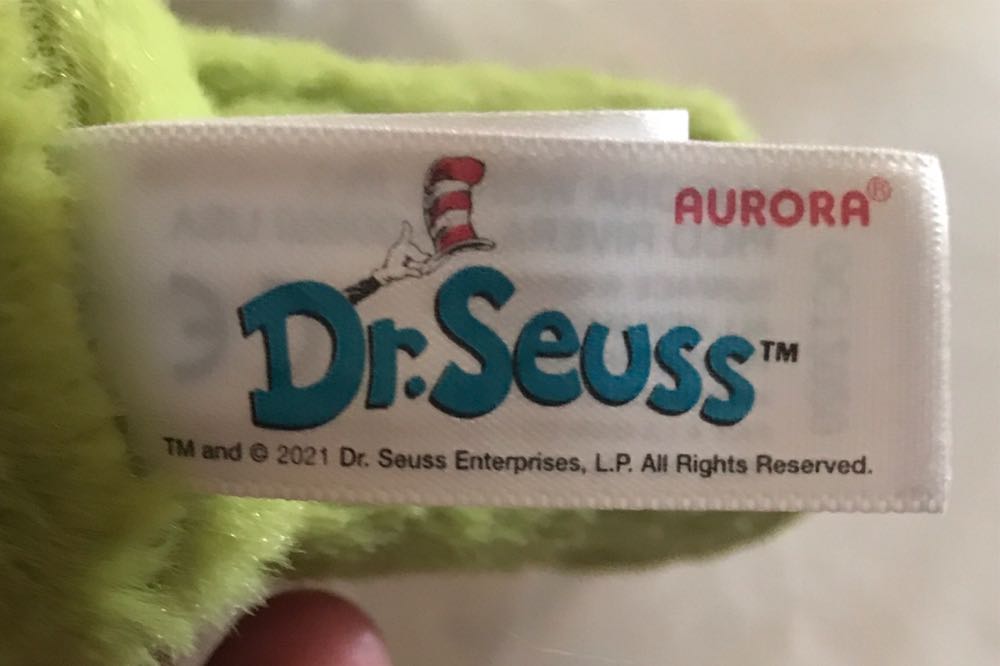 AURORA®
Dr. Seuss™
TM and © 2021 Dr. Seuss Enterprises, L.P. All Rights Reserved.